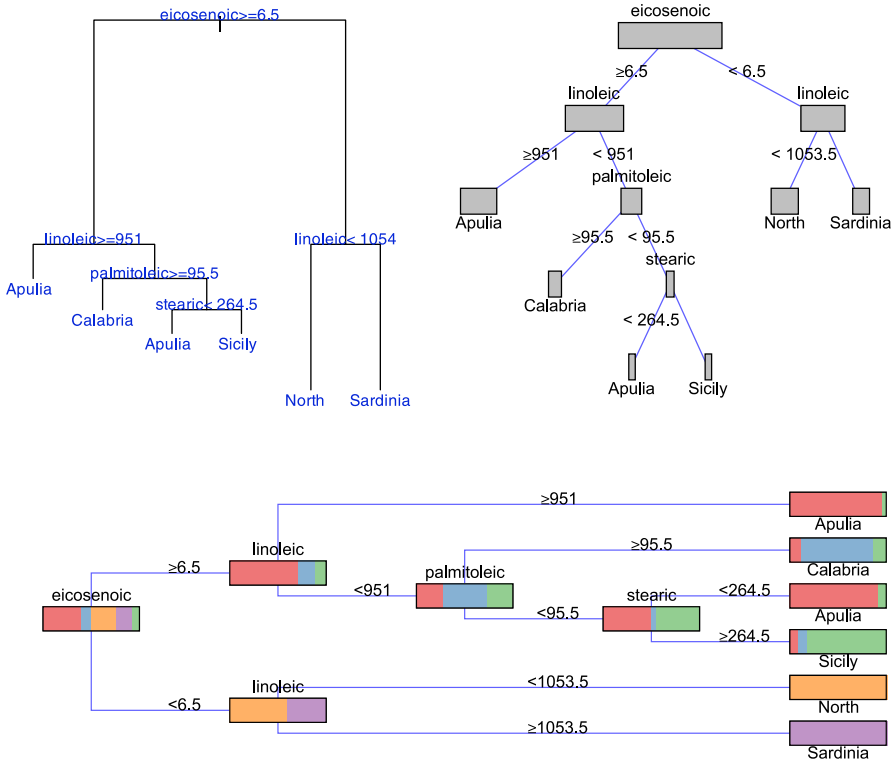 eicosenoic>=6.5
linoleic>=951
linoleic< 1054
palmitoleic>=95.5
Apulia
stearic< 264.5
Calabria
Apulia
Sicily
North
Sardinia
eicosenoic
≥6.5
< 6.5
linoleic
linoleic
≥951
< 951
< 1053.5
palmitoleic
Apulia
North
Sardinia
≥95.5
< 95.5
stearic
Calabria
< 264.5
Apulia
Sicily
≥951
Apulia
linoleic
≥95.5
≥6.5
palmitoleic
Calabria
<951
<264.5
eicosenoic
stearic
<95.5
Apulia
≥264.5
Sicily
linoleic
<1053.5
<6.5
North
≥1053.5
Sardinia